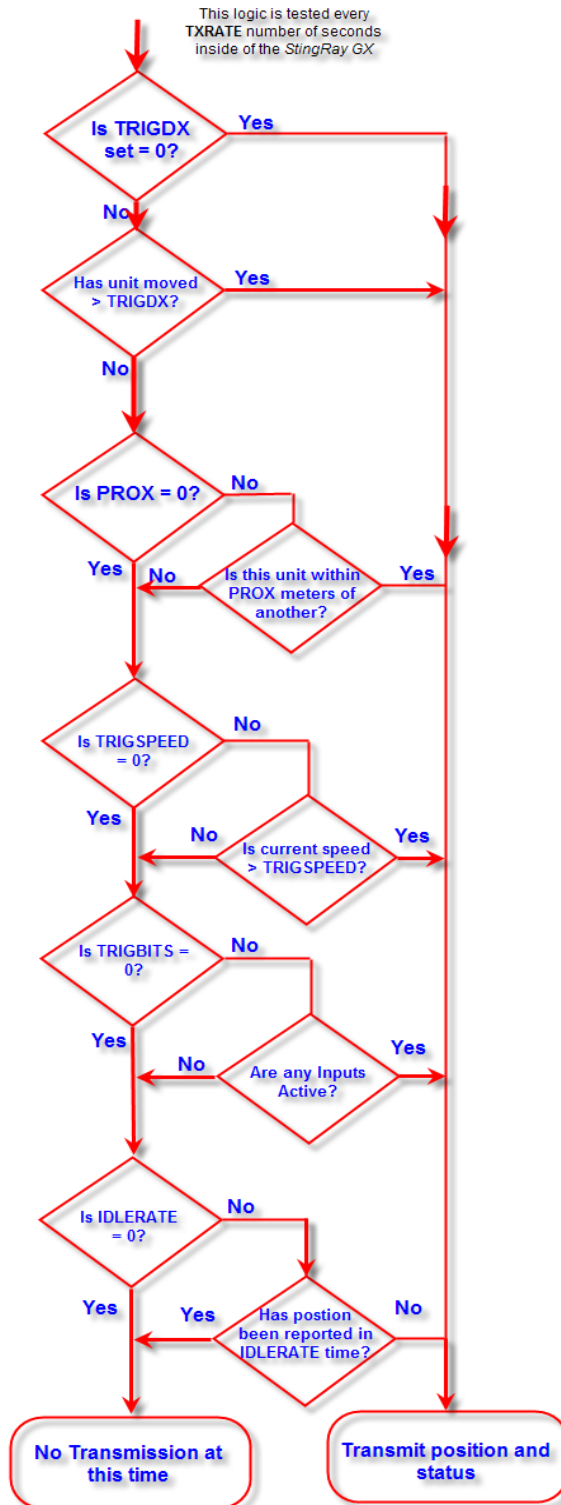 This logic is tested every
TXRATE number of seconds
inside of the StingRay GX
Is TRIGDX
set = 0?
Yes
No
Has unit moved
> TRIGDX?
Yes
No
Is PROX = 0?
No
Yes
No
Is this unit within
PROX meters of
another?
Yes
Is TRIGSPEED
= 0?
No
Yes
No
Is current speed
> TRIGSPEED?
Yes
Is TRIGBITS =
0?
No
Yes
No
Are any Inputs
Active?
Yes
Is IDLERATE
= 0?
No
Yes
Yes
Has postion
been reported in
IDLERATE time?
No
No Transmission at
this time
Transmit position and
status